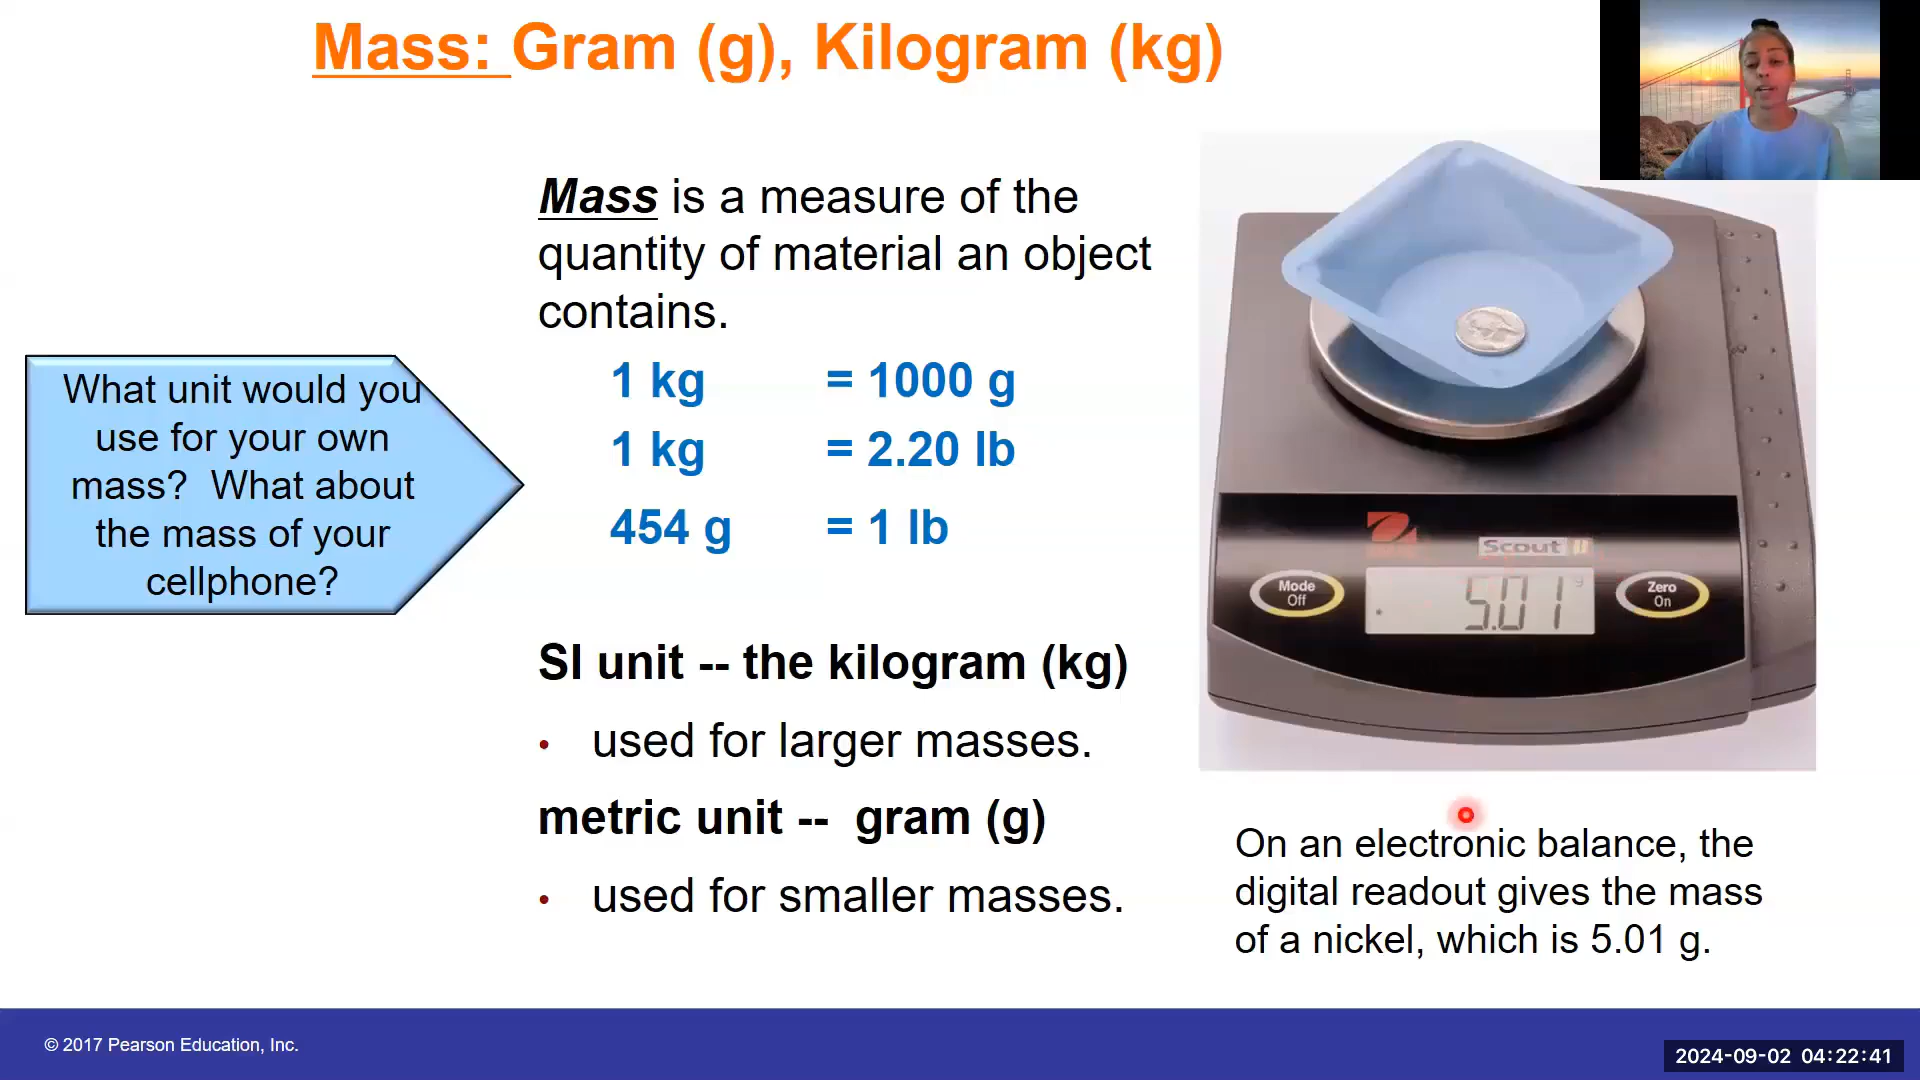 Mass: Gram (g), Kilogram (kg)
Mass is a measure of the
quantity of material an object
contains.
1 kg = 1000 g
1 kg = 2.20 lb
454 g = 1 lb
What unit would you
use for your own
mass? What about
the mass of your
cellphone?
SI unit -- the kilogram (kg)
• used for larger masses.
metric unit -- gram (g)
• used for smaller masses.
Scout II
Mode
Off
5.01 g
Zero
On
On an electronic balance, the
digital readout gives the mass
of a nickel, which is 5.01 g.
© 2017 Pearson Education, Inc.
2024-09-02 04:22:41